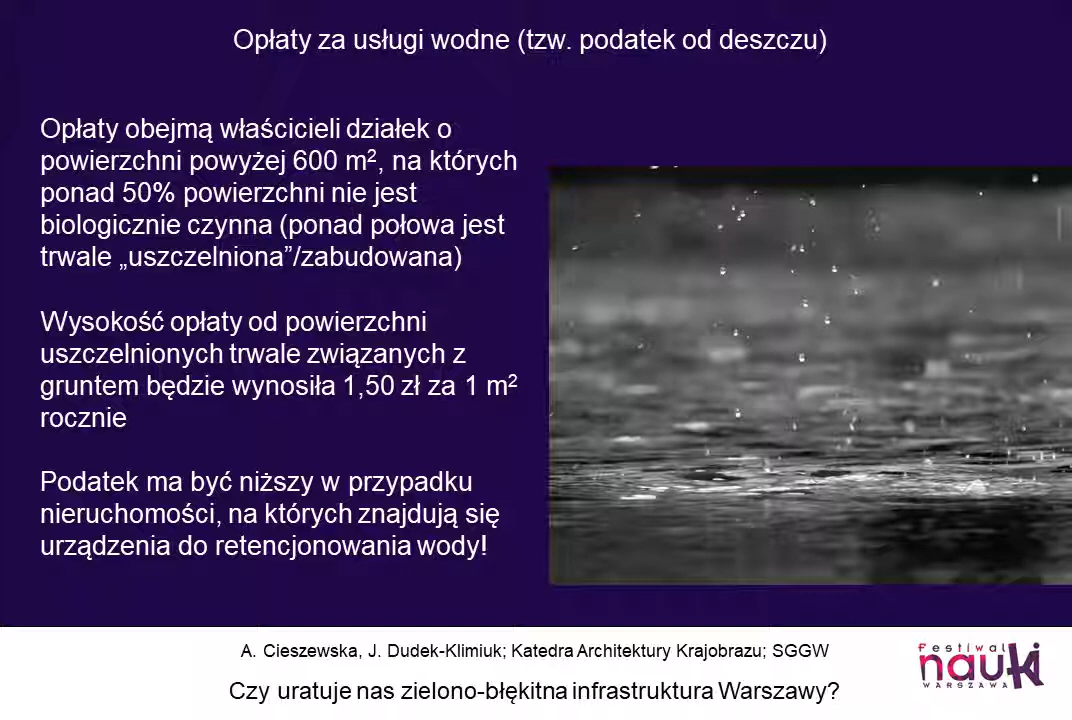 Opłaty za usługi wodne (tzw. podatek od deszczu)
Opłaty obejmą właścicieli działek o
powierzchni powyżej 600 m², na których
ponad 50% powierzchni nie jest
biologicznie czynna (ponad połowa jest
trwale „uszczelniona”/zabudowana)
Wysokość opłaty od powierzchni
uszczelnionych trwale związanych z
gruntem będzie wynosiła 1,50 zł za 1 m²
rocznie
Podatek ma być niższy w przypadku
nieruchomości, na których znajdują się
urządzenia do retencjonowania wody!
A. Cieszewska, J. Dudek-Klimiuk; Katedra Architektury Krajobrazu; SGGW
Czy uratuje nas zielono-błękitna infrastruktura Warszawy?
festiwal
nauki
WARSZAWA